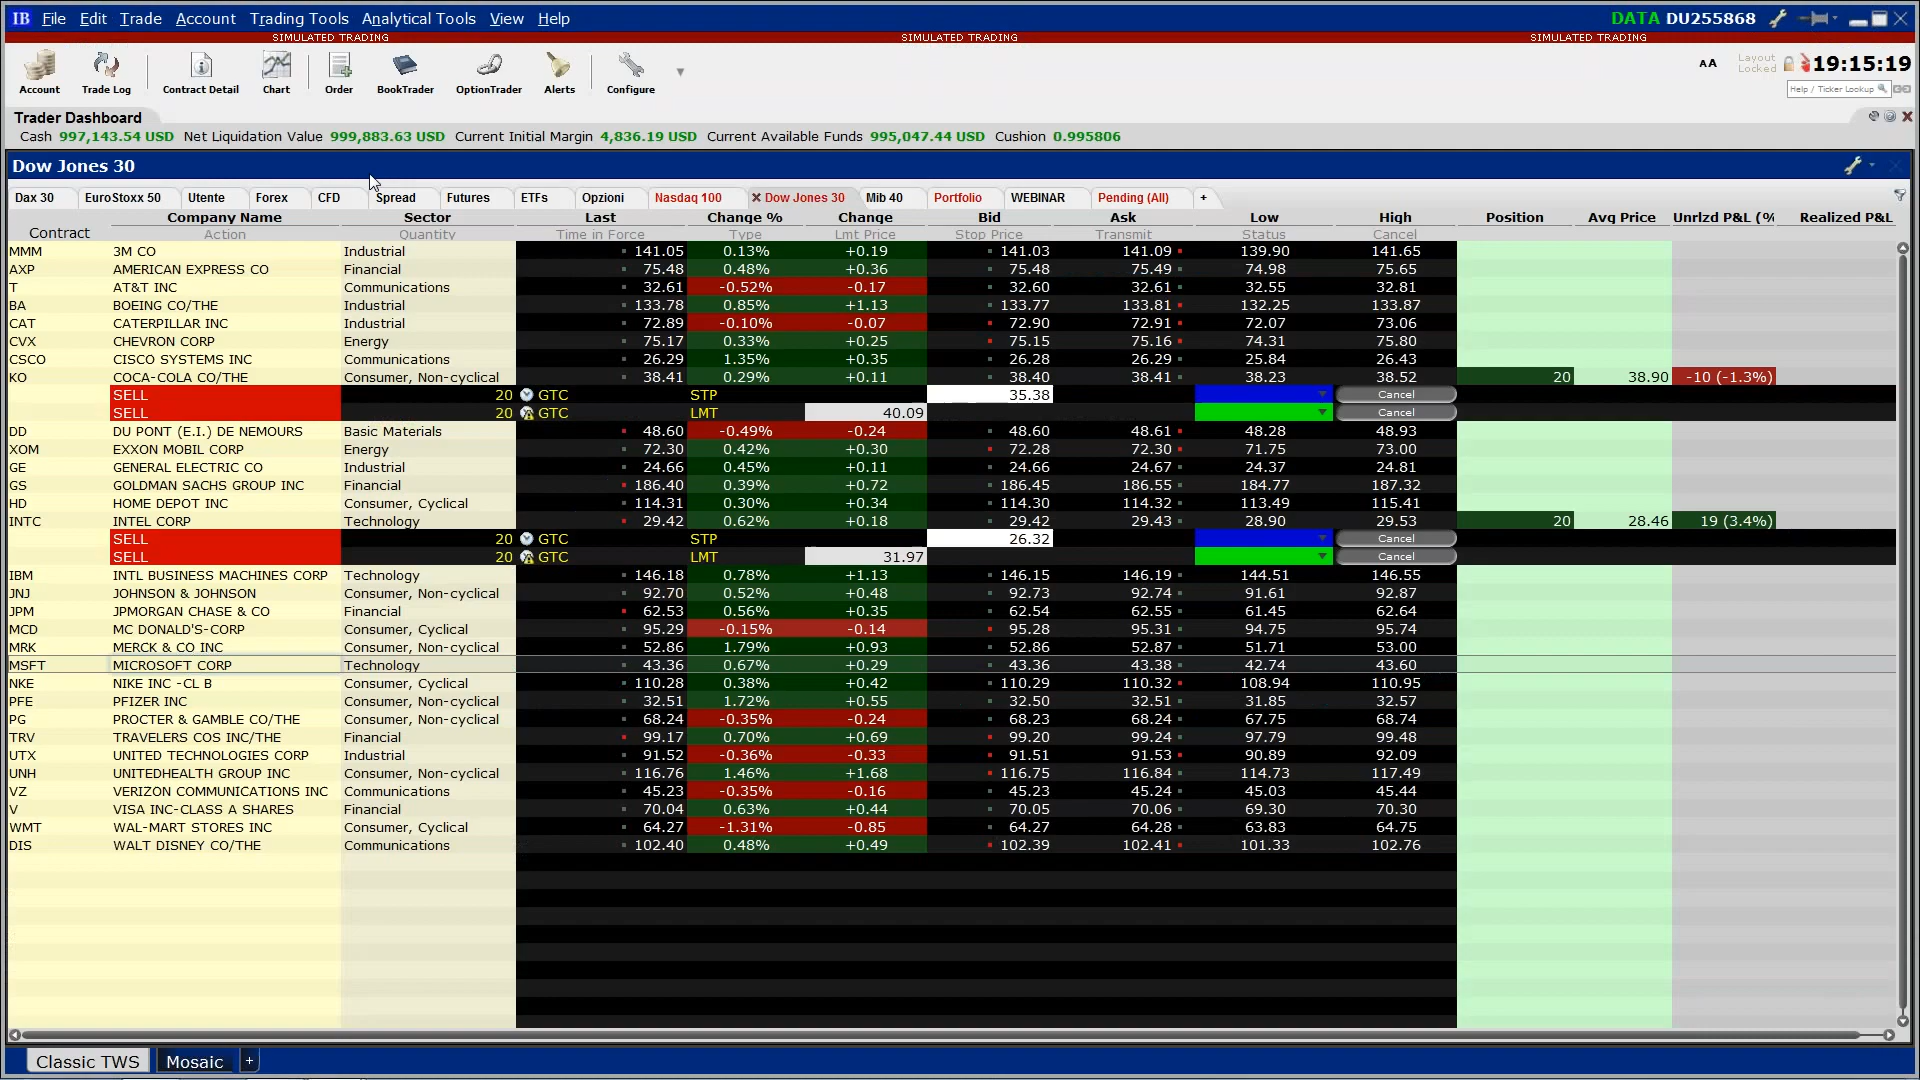 IB File Edit Trade Account Trading Tools Analytical Tools View Help DATA DU255868
SIMULATED TRADING SIMULATED TRADING SIMULATED TRADING
Account Trade Log Contract Detail Chart Order BookTrader OptionTrader Alerts Configure AA Layout Locked 19:15:19
Help / Ticker Lookup
Trader Dashboard
Cash 997,143.54 USD Net Liquidation Value 999,883.63 USD Current Initial Margin 4,836.19 USD Current Available Funds 995,047.44 USD Cushion 0.995806
Dow Jones 30
Dax 30 EuroStoxx 50 Utente Forex CFD Spread Futures ETFs Opzioni Nasdaq 100 Dow Jones 30 Mib 40 Portfolio WEBINAR Pending (All) +
Contract Company Name Sector Last Change % Change Bid Ask Low High Position Avg Price Unrlzd P&L (% Realized P&L
Action Quantity Time in Force Type Lmt Price Stop Price Transmit Status Cancel
MMM 3M CO Industrial 141.05 0.13% +0.19 141.03 141.09 139.90 141.65
AXP AMERICAN EXPRESS CO Financial 75.48 0.48% +0.36 75.48 75.49 74.98 75.65
T AT&T INC Communications 32.61 -0.52% -0.17 32.60 32.61 32.55 32.81
BA BOEING CO/THE Industrial 133.78 0.85% +1.13 133.77 133.81 132.25 133.87
CAT CATERPILLAR INC Industrial 72.89 -0.10% -0.07 72.90 72.91 72.07 73.06
CVX CHEVRON CORP Energy 75.17 0.33% +0.25 75.15 75.16 74.31 75.80
CSCO CISCO SYSTEMS INC Communications 26.29 1.35% +0.35 26.28 26.29 25.84 26.43
KO COCA-COLA CO/THE Consumer, Non-cyclical 38.41 0.29% +0.11 38.40 38.41 38.23 38.52 20 38.90 -10 (-1.3%)
SELL 20 GTC STP 35.38 Cancel
SELL 20 GTC LMT 40.09 Cancel
DD DU PONT (E.I.) DE NEMOURS Basic Materials 48.60 -0.49% -0.24 48.60 48.61 48.28 48.93
XOM EXXON MOBIL CORP Energy 72.30 0.42% +0.30 72.28 72.30 71.75 73.00
GE GENERAL ELECTRIC CO Industrial 24.66 0.45% +0.11 24.66 24.67 24.37 24.81
GS GOLDMAN SACHS GROUP INC Financial 186.40 0.39% +0.72 186.45 186.55 184.77 187.32
HD HOME DEPOT INC Consumer, Cyclical 114.31 0.30% +0.34 114.30 114.32 113.49 115.41
INTC INTEL CORP Technology 29.42 0.62% +0.18 29.42 29.43 28.90 29.53 20 28.46 19 (3.4%)
SELL 20 GTC STP 26.32 Cancel
SELL 20 GTC LMT 31.97 Cancel
IBM INTL BUSINESS MACHINES CORP Technology 146.18 0.78% +1.13 146.15 146.19 144.51 146.55
JNJ JOHNSON & JOHNSON Consumer, Non-cyclical 92.70 0.52% +0.48 92.73 92.74 91.61 92.87
JPM JPMORGAN CHASE & CO Financial 62.53 0.56% +0.35 62.54 62.55 61.45 62.64
MCD MC DONALD'S-CORP Consumer, Cyclical 95.29 -0.15% -0.14 95.28 95.31 94.75 95.74
MRK MERCK & CO INC Consumer, Non-cyclical 52.86 1.79% +0.93 52.86 52.87 51.71 53.00
MSFT MICROSOFT CORP Technology 43.36 0.67% +0.29 43.36 43.38 42.74 43.60
NKE NIKE INC -CL B Consumer, Cyclical 110.28 0.38% +0.42 110.29 110.32 108.94 110.95
PFE PFIZER INC Consumer, Non-cyclical 32.51 1.72% +0.55 32.50 32.51 31.85 32.57
PG PROCTER & GAMBLE CO/THE Consumer, Non-cyclical 68.24 -0.35% -0.24 68.23 68.24 67.75 68.74
TRV TRAVELERS COS INC/THE Financial 99.17 0.70% +0.69 99.20 99.24 97.79 99.48
UTX UNITED TECHNOLOGIES CORP Industrial 91.52 -0.36% -0.33 91.51 91.53 90.89 92.09
UNH UNITEDHEALTH GROUP INC Consumer, Non-cyclical 116.76 1.46% +1.68 116.75 116.84 114.73 117.49
VZ VERIZON COMMUNICATIONS INC Communications 45.23 -0.35% -0.16 45.23 45.24 45.03 45.44
V VISA INC-CLASS A SHARES Financial 70.04 0.63% +0.44 70.05 70.06 69.30 70.30
WMT WAL-MART STORES INC Consumer, Cyclical 64.27 -1.31% -0.85 64.27 64.28 63.83 64.75
DIS WALT DISNEY CO/THE Communications 102.40 0.48% +0.49 102.39 102.41 101.33 102.76
Classic TWS Mosaic +